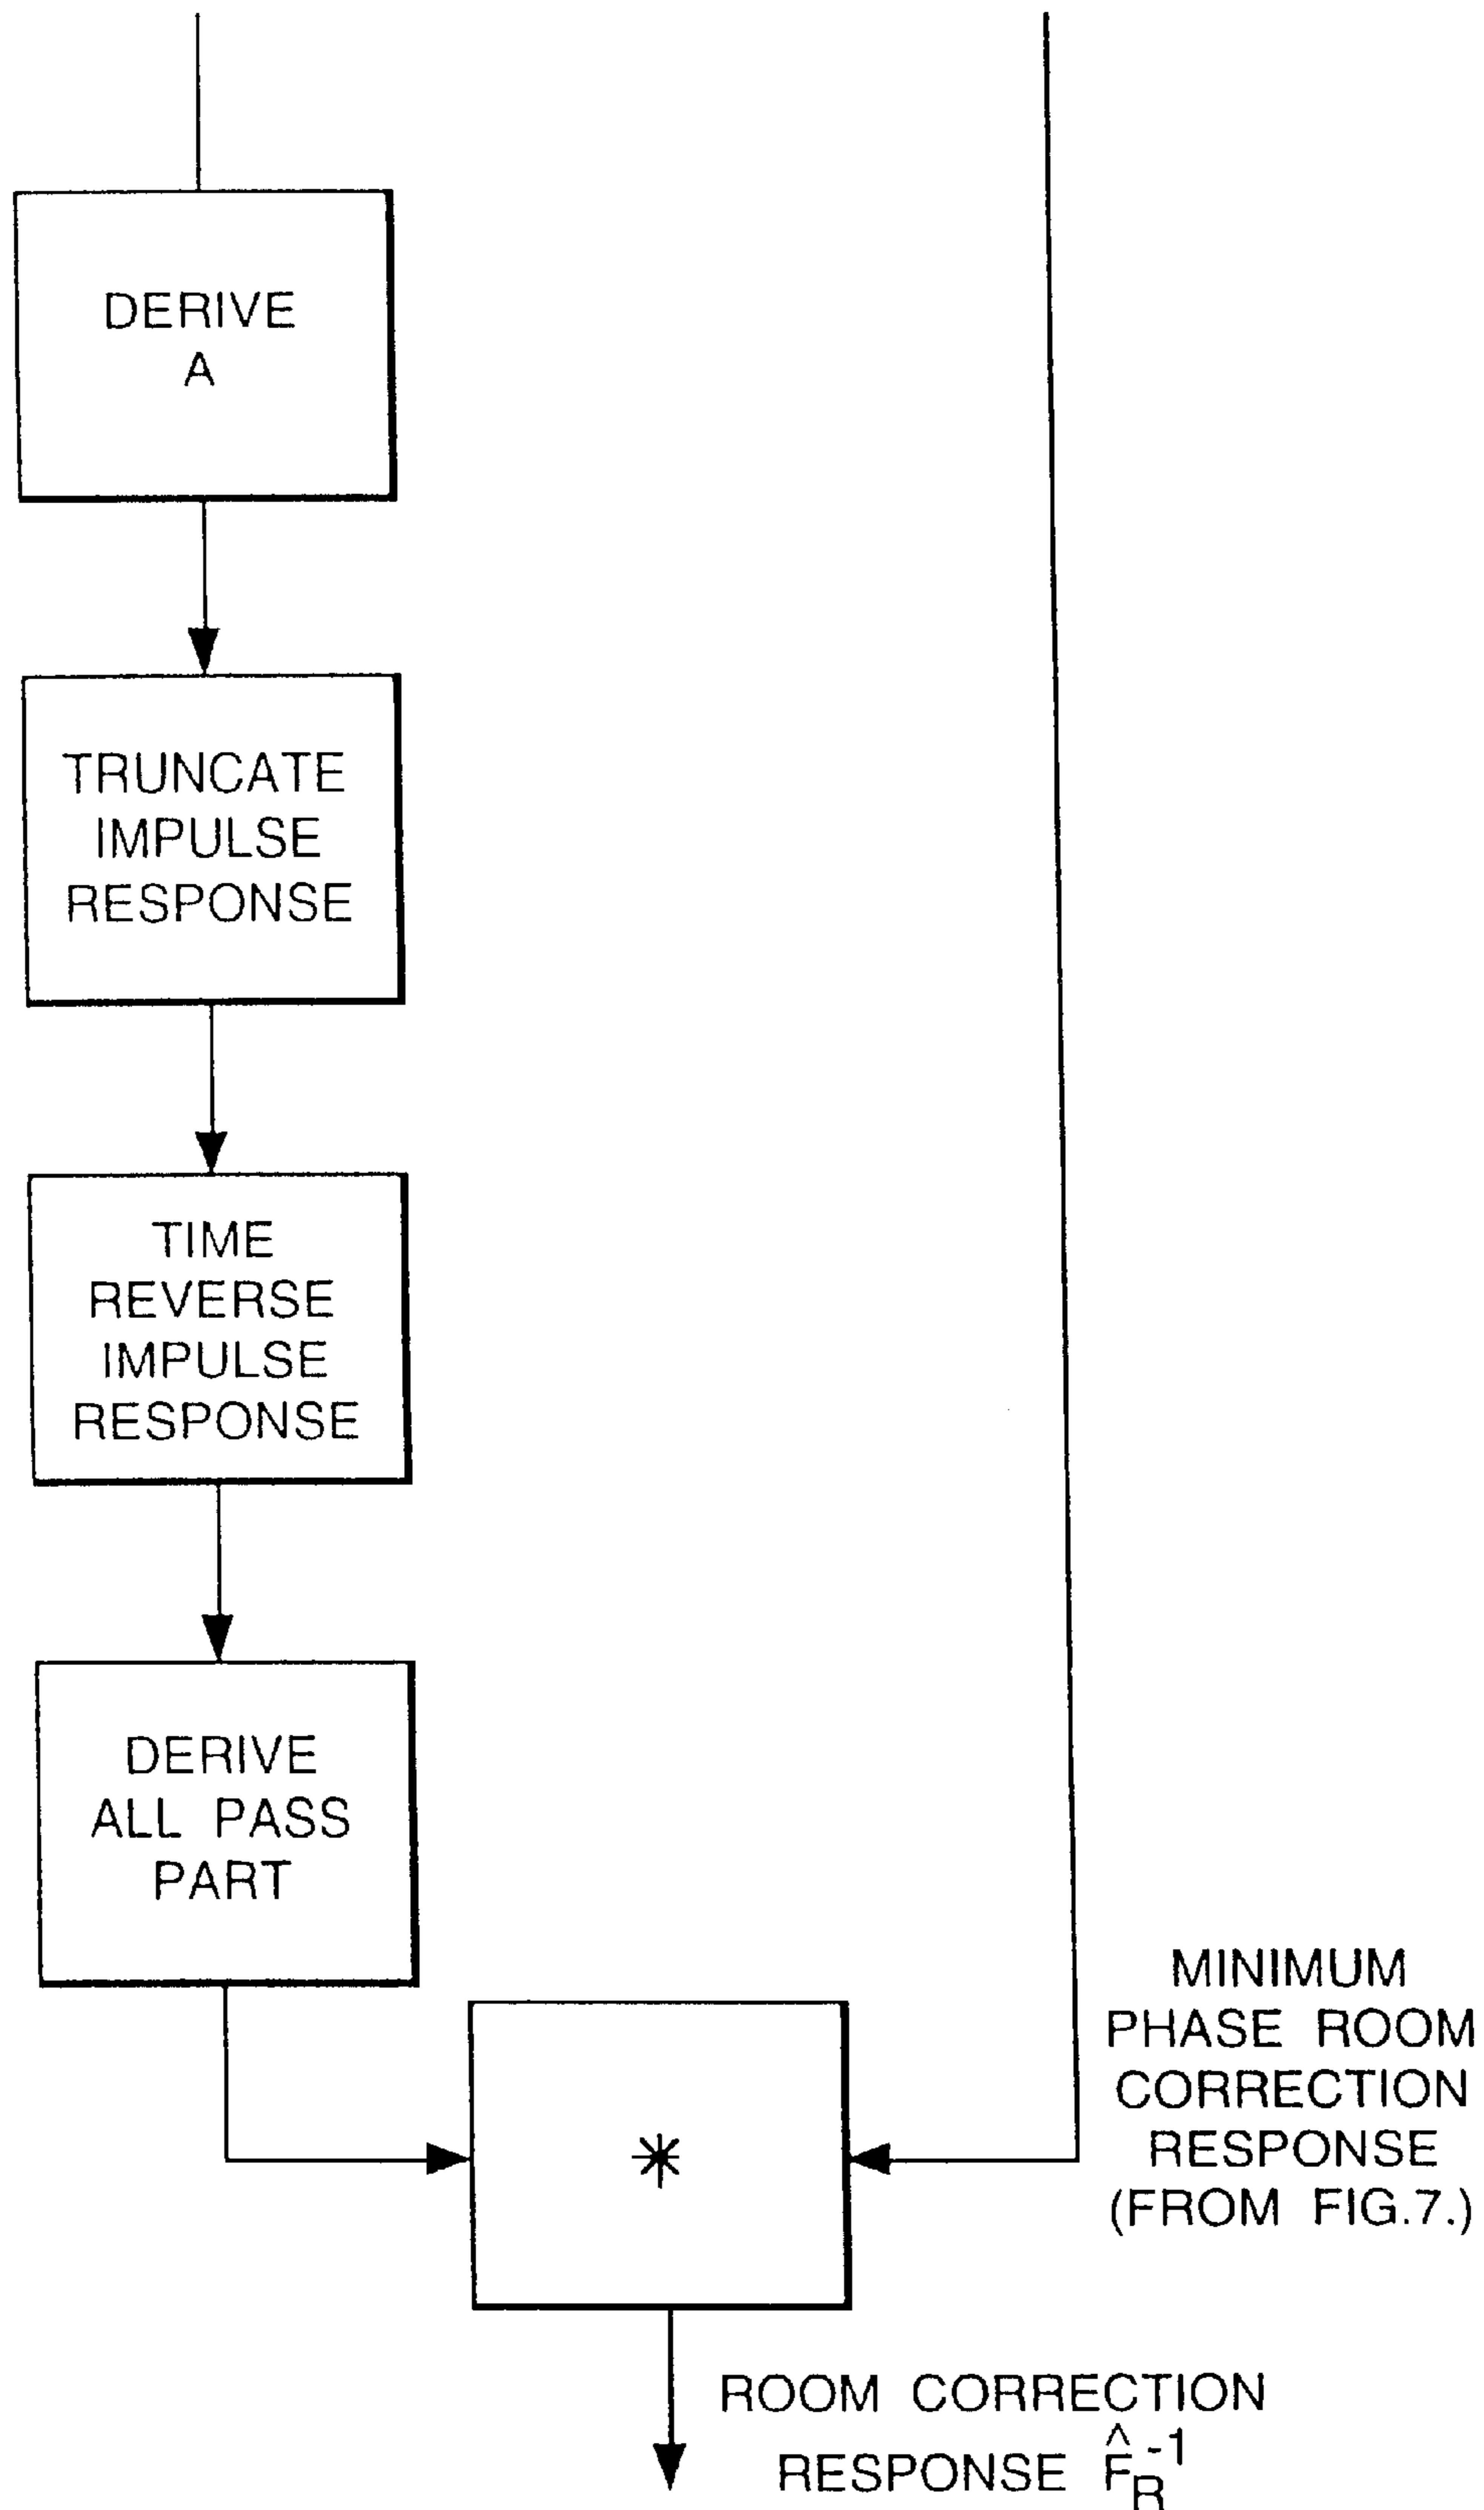 DERIVE
A
TRUNCATE
IMPULSE
RESPONSE
TIME
REVERSE
IMPULSE
RESPONSE
DERIVE
ALL PASS
PART
*
MINIMUM
PHASE ROOM
CORRECTION
RESPONSE
(FROM FIG.7.)
ROOM CORRECTION
RESPONSE F̂_R^-1